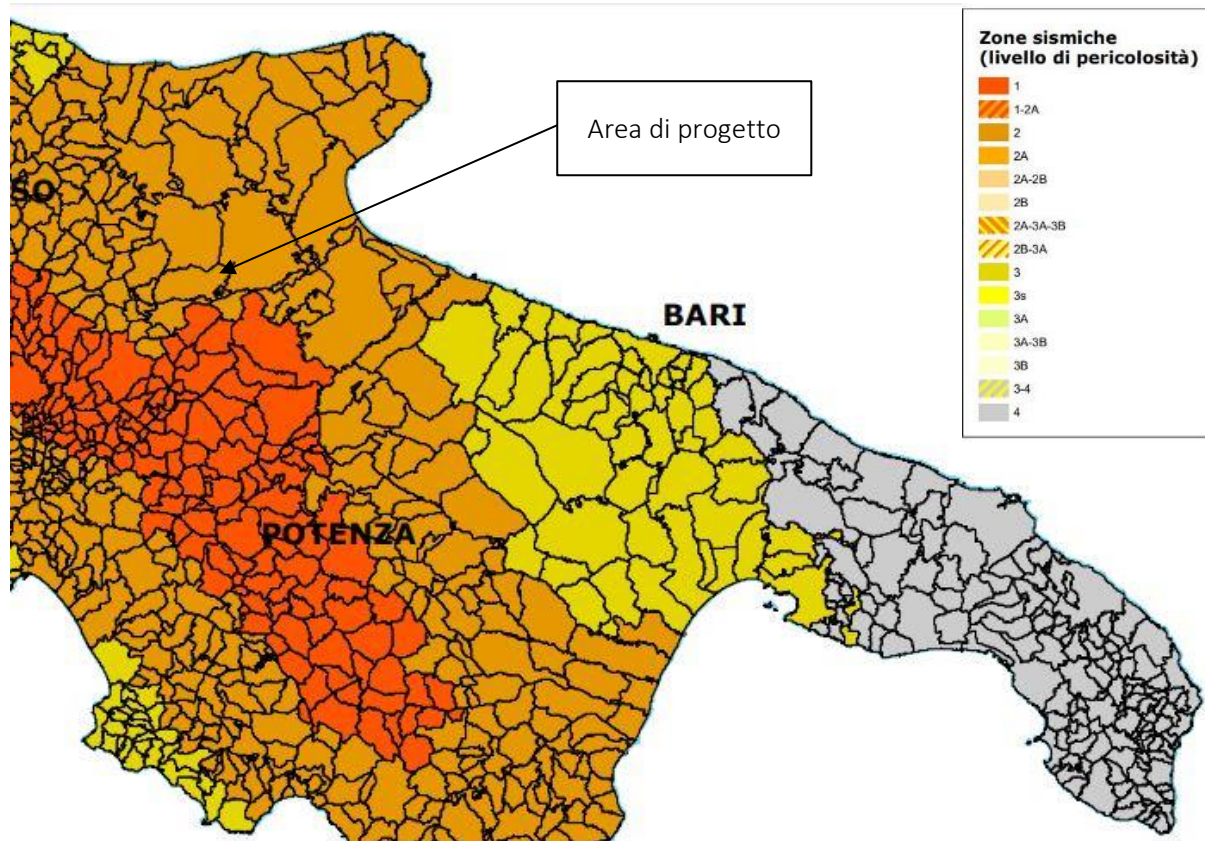 Zone sismiche
(livello di pericolosità)
1
1-2A
2
2A
2A-2B
2B
2A-3A-3B
2B-3A
3
3s
3A
3A-3B
3B
3-4
4
Area di progetto
SO
BARI
POTENZA